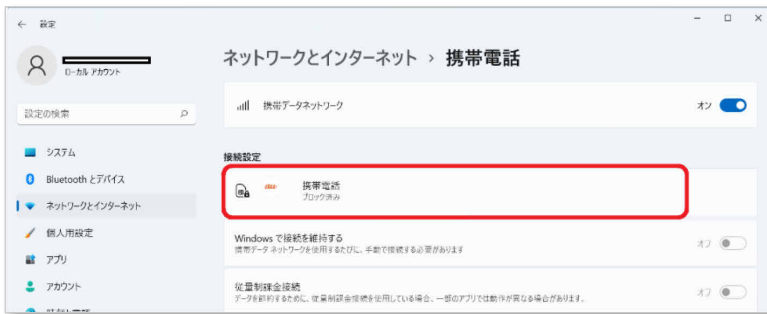 ← 設定
ローカル アカウント
設定の検索
システム
Bluetooth とデバイス
ネットワークとインターネット
個人用設定
アプリ
アカウント
ネットワークとインターネット › 携帯電話
携帯データネットワーク
オン
接続設定
au
携帯電話
ブロック済み
Windows で接続を維持する
携帯データ ネットワークを使用するたびに、手動で接続する必要があります
オフ
従量制課金接続
データを節約するために、従量制課金接続を使用している場合、一部のアプリでは動作が異なる場合があります。
オフ